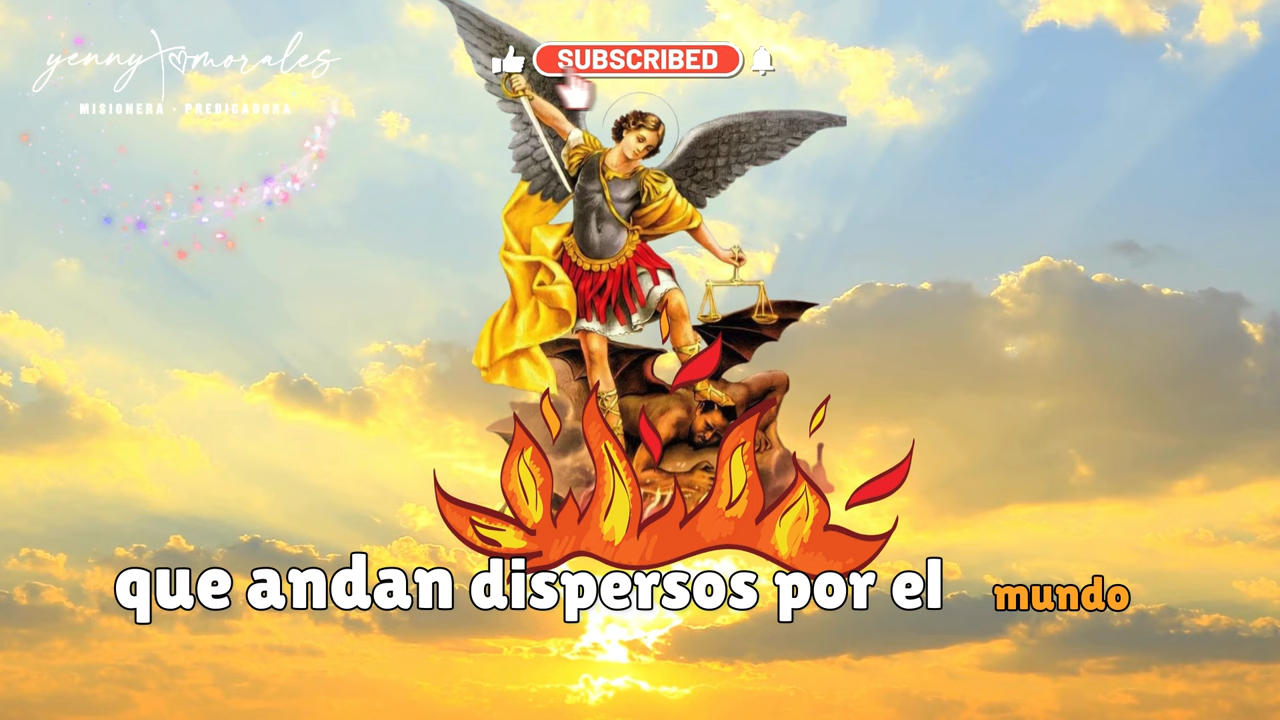 yenny morales
MISIONERA · PREDICADORA
SUBSCRIBED
que andan dispersos por el mundo